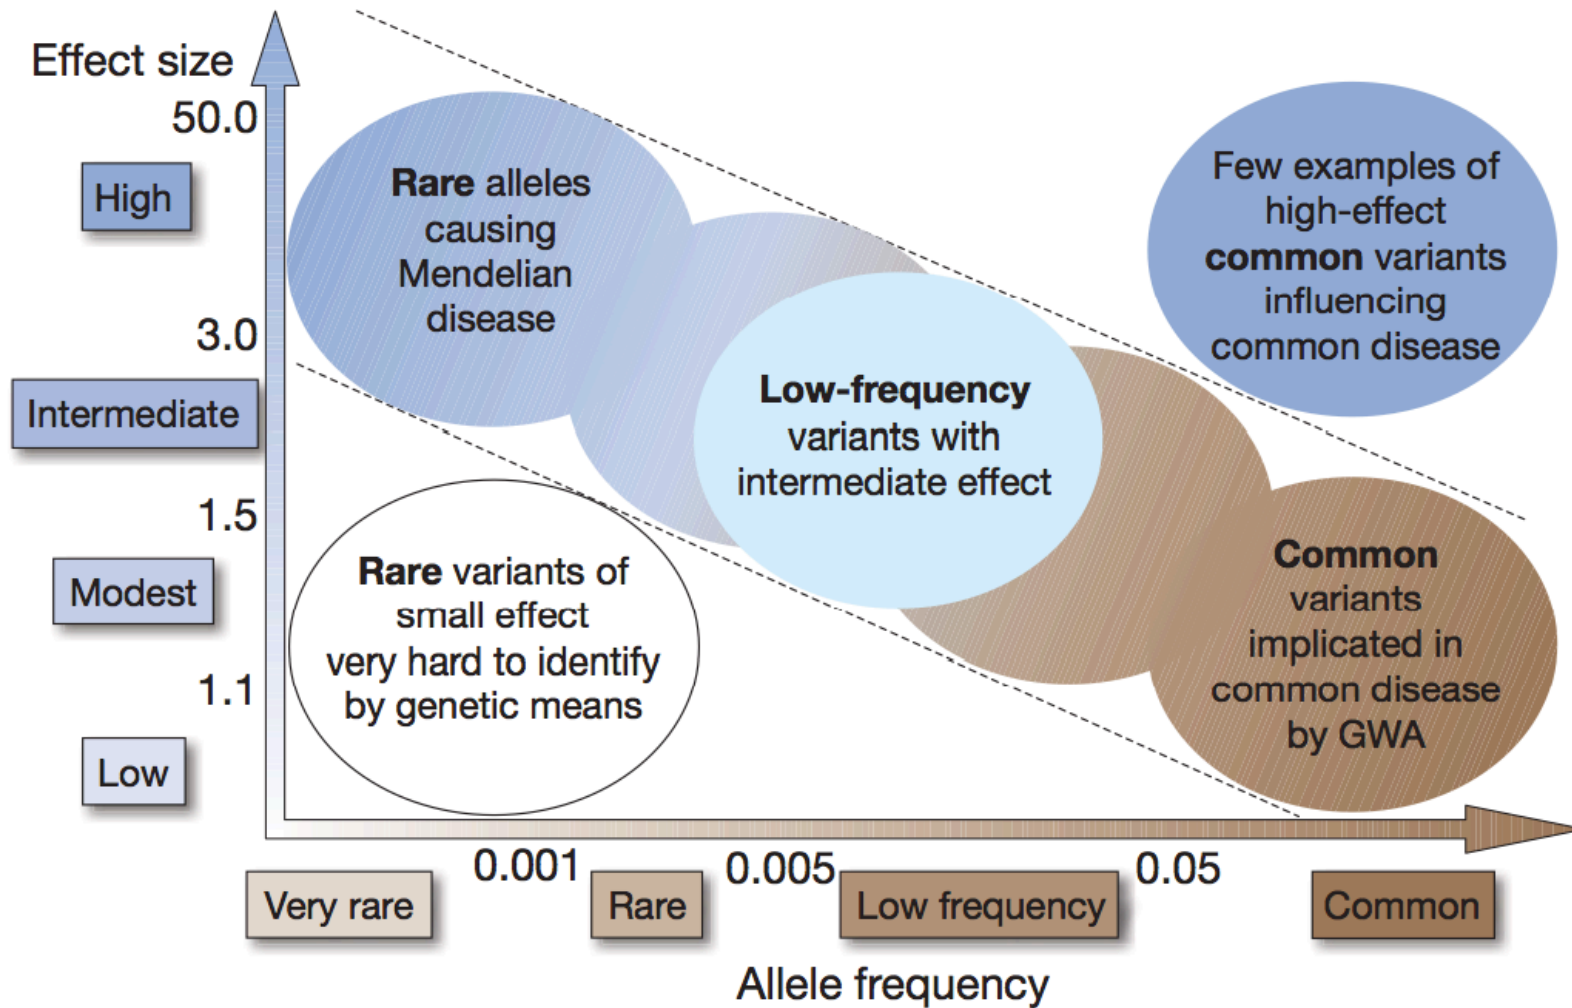 Effect size
50.0
High
3.0
Intermediate
1.5
Modest
1.1
Low
Rare alleles
causing
Mendelian
disease
Few examples of
high-effect
common variants
influencing
common disease
Low-frequency
variants with
intermediate effect
Rare variants of
small effect
very hard to identify
by genetic means
Common
variants
implicated in
common disease
by GWA
0.001
0.005
0.05
Very rare
Rare
Low frequency
Common
Allele frequency